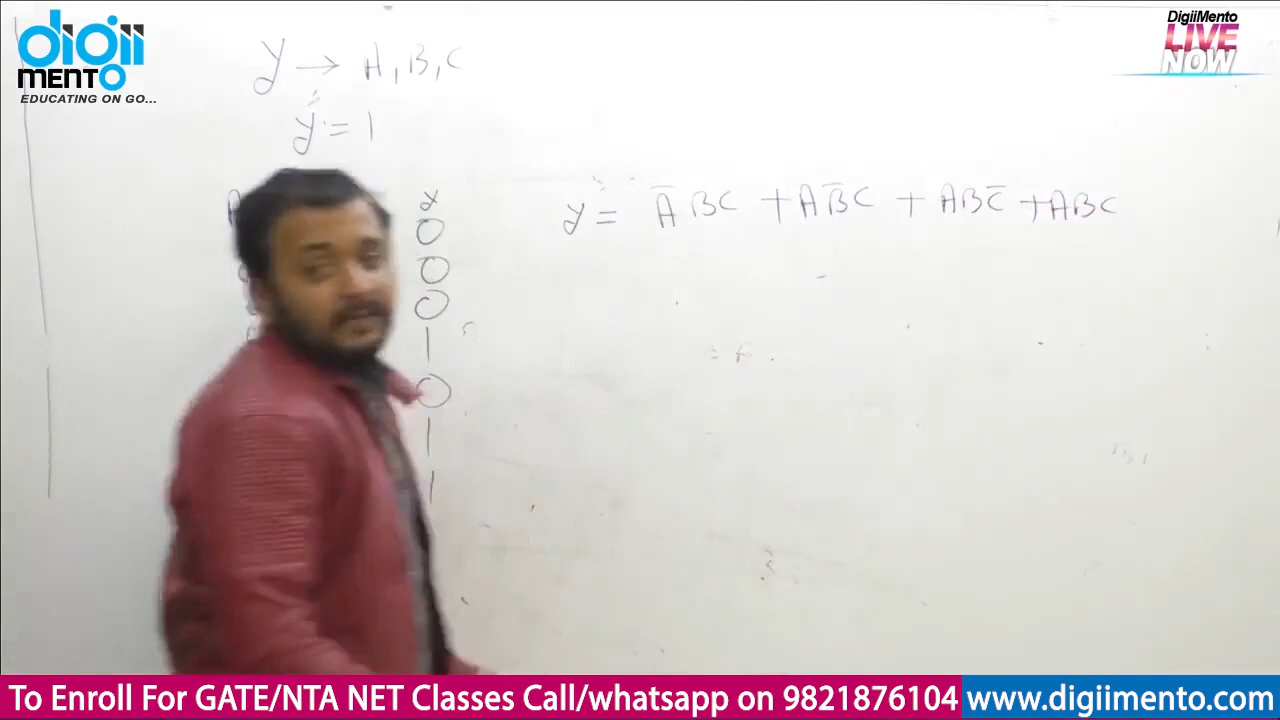 digii
MENTO
EDUCATING ON GO...
DigiiMento
LIVE
NOW
Y → A, B, C
Y = 1
A
Y
0
0
0
1
0
1
1
Y = A̅BC + AB̅C + ABC̅ + ABC
To Enroll For GATE/NTA NET Classes Call/whatsapp on 9821876104 www.digiimento.com